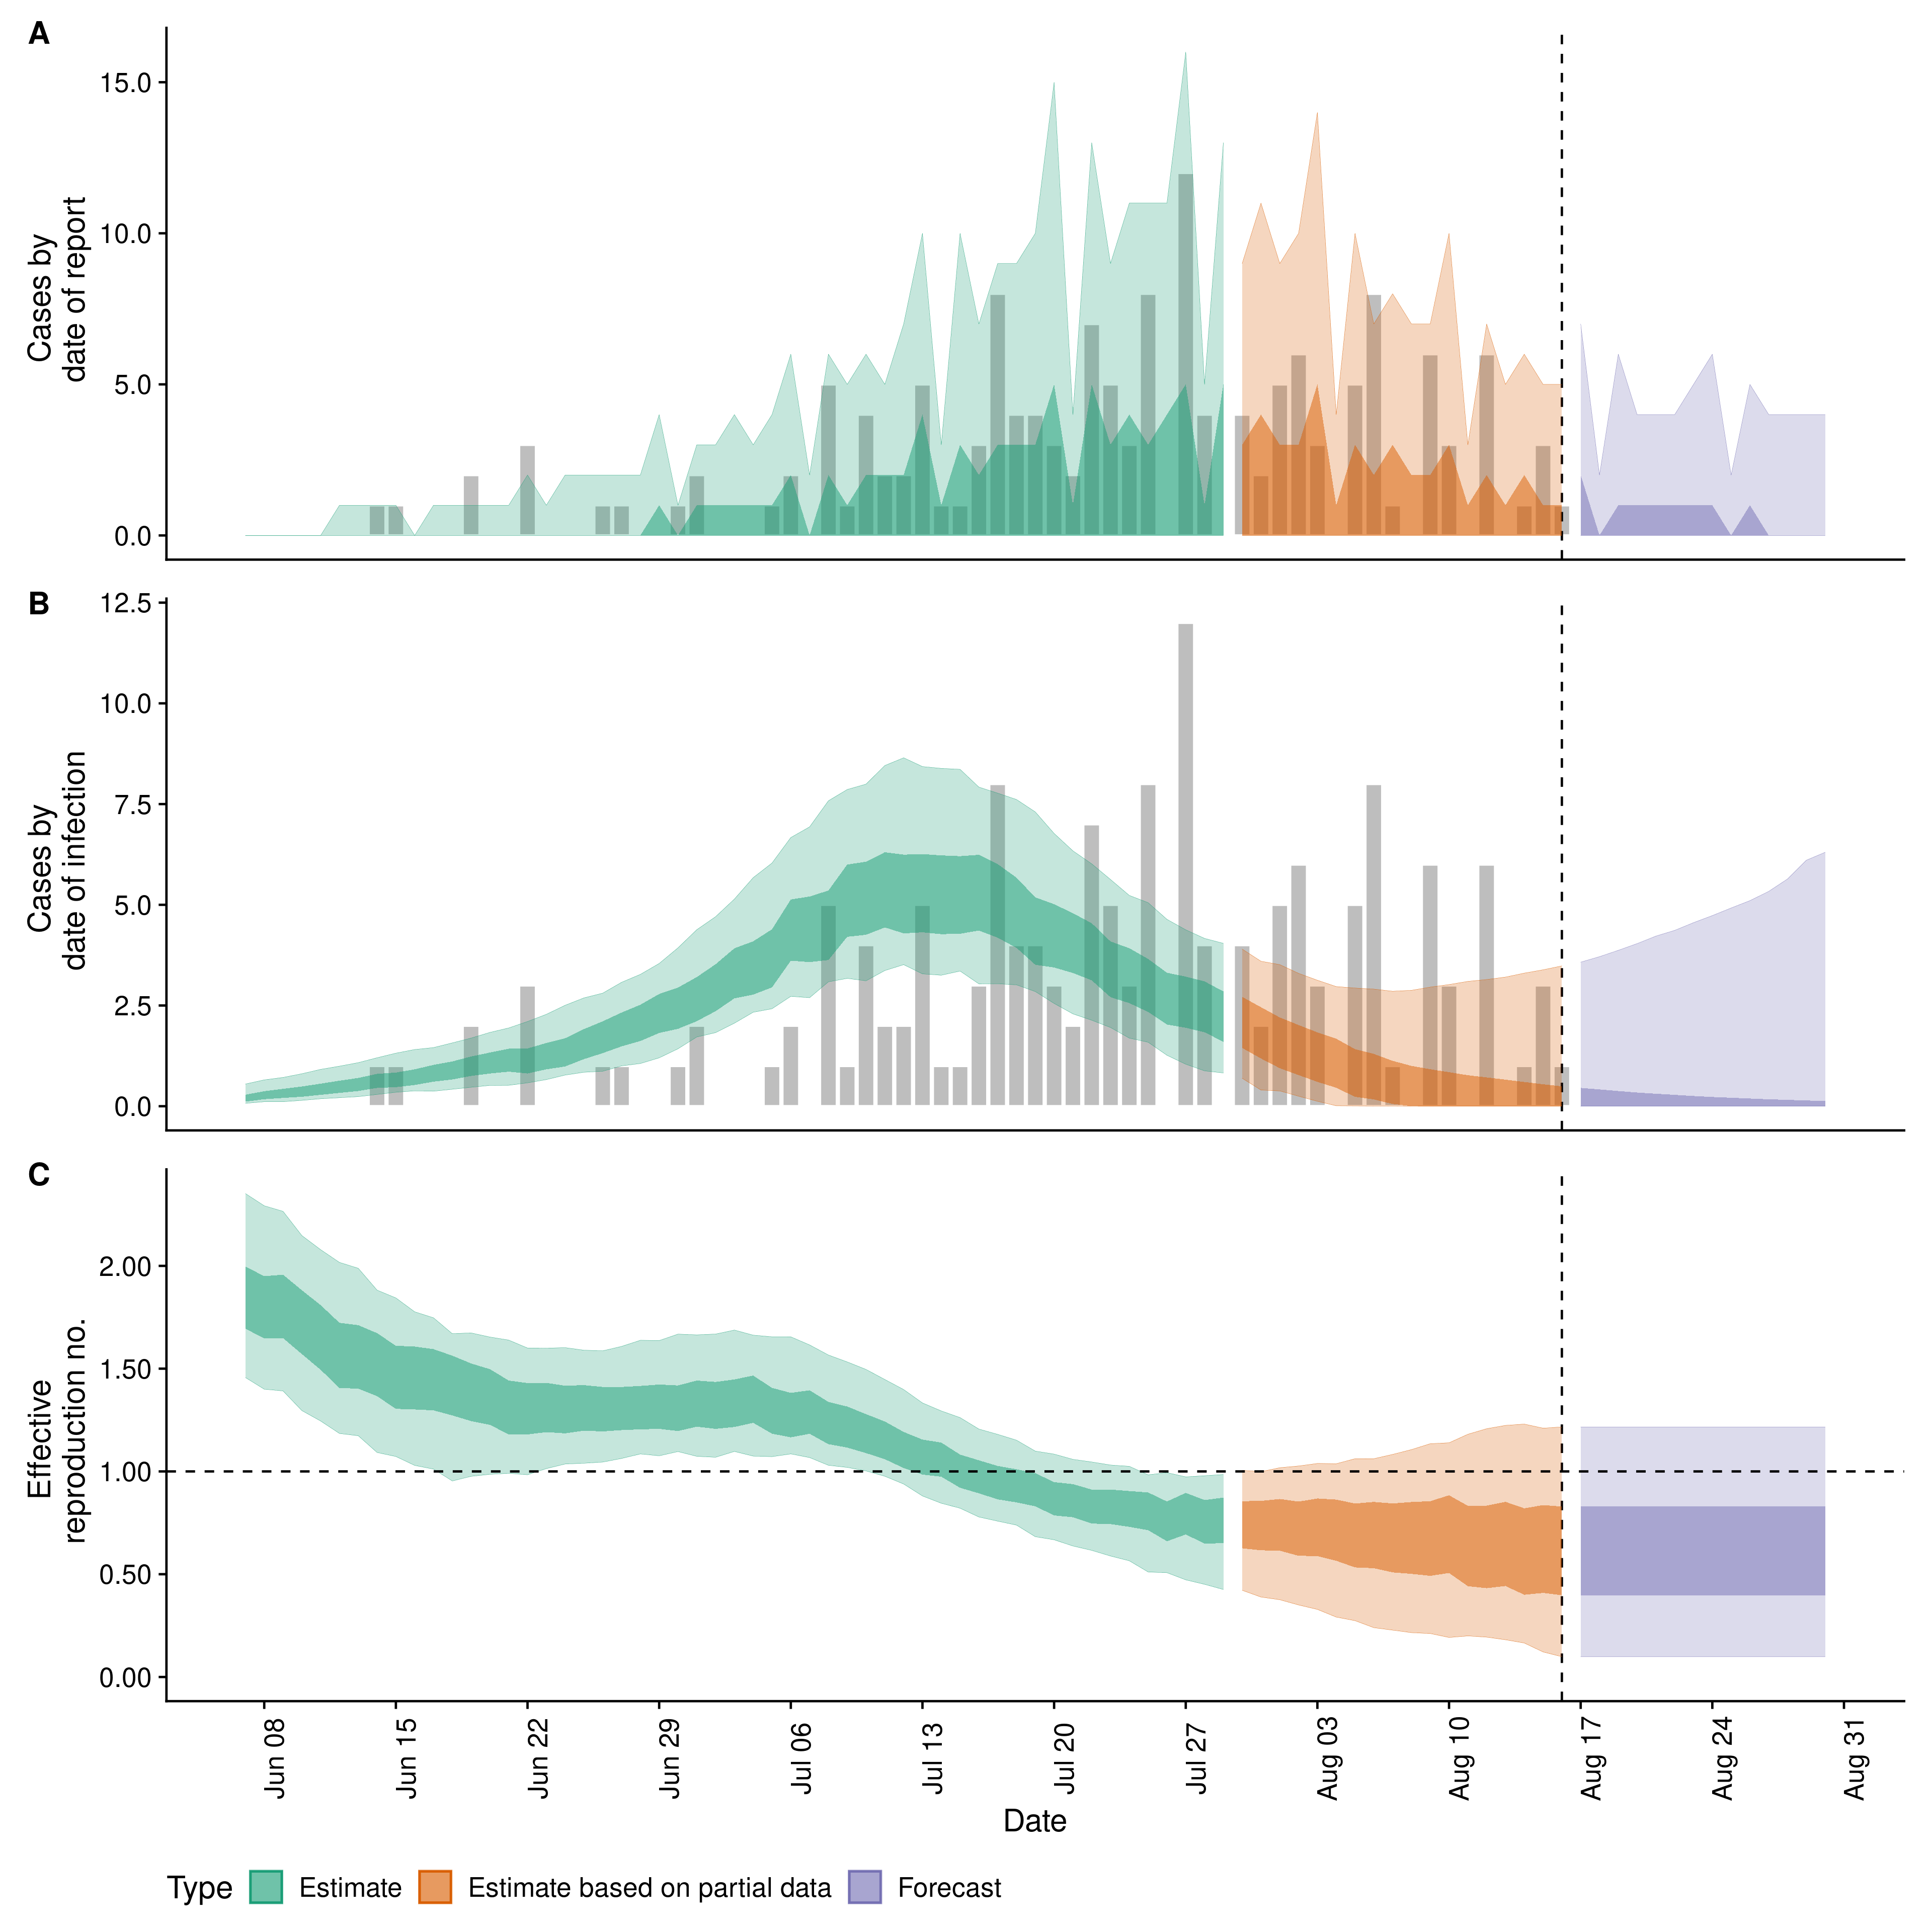 A
Cases by
date of report
15.0
10.0
5.0
0.0
B
Cases by
date of infection
12.5
10.0
7.5
5.0
2.5
0.0
C
Effective
reproduction no.
2.00
1.50
1.00
0.50
0.00
Jun 08
Jun 15
Jun 22
Jun 29
Jul 06
Jul 13
Jul 20
Jul 27
Aug 03
Aug 10
Aug 17
Aug 24
Aug 31
Date
Type Estimate Estimate based on partial data Forecast